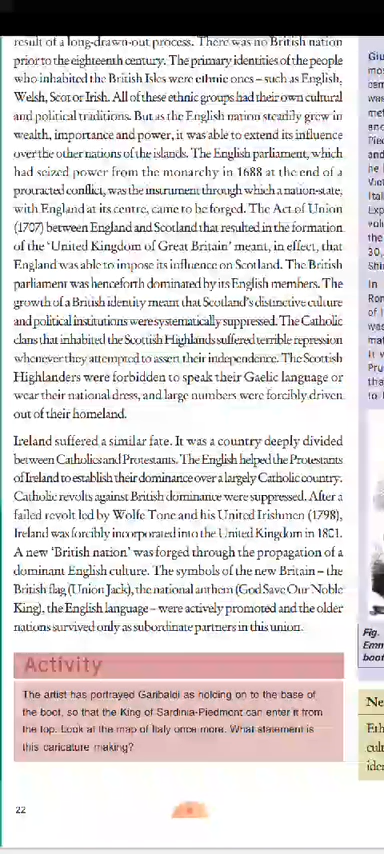 result of a long-drawn-out process. There was no British nation
prior to the eighteenth century. The primary identities of the people
who inhabited the British Isles were ethnic ones – such as English,
Welsh, Scot or Irish. All of these ethnic groups had their own cultural
and political traditions. But as the English nation steadily grew in
wealth, importance and power, it was able to extend its influence
over the other nations of the islands. The English parliament, which
had seized power from the monarchy in 1688 at the end of a
protracted conflict, was the instrument through which a nation-state,
with England at its centre, came to be forged. The Act of Union
(1707) between England and Scotland that resulted in the formation
of the ‘United Kingdom of Great Britain’ meant, in effect, that
England was able to impose its influence on Scotland. The British
parliament was henceforth dominated by its English members. The
growth of a British identity meant that Scotland’s distinctive culture
and political institutions were systematically suppressed. The Catholic
clans that inhabited the Scottish Highlands suffered terrible repression
whenever they attempted to assert their independence. The Scottish
Highlanders were forbidden to speak their Gaelic language or
wear their national dress, and large numbers were forcibly driven
out of their homeland.
Ireland suffered a similar fate. It was a country deeply divided
between Catholics and Protestants. The English helped the Protestants
of Ireland to establish their dominance over a largely Catholic country.
Catholic revolts against British dominance were suppressed. After a
failed revolt led by Wolfe Tone and his United Irishmen (1798),
Ireland was forcibly incorporated into the United Kingdom in 1801.
A new ‘British nation’ was forged through the propagation of a
dominant English culture. The symbols of the new Britain – the
British flag (Union Jack), the national anthem (God Save Our Noble
King), the English language – were actively promoted and the older
nations survived only as subordinate partners in this union.
Activity
The artist has portrayed Garibaldi as holding on to the base of
the boot, so that the King of Sardinia-Piedmont can enter it from
the top. Look at the map of Italy once more. What statement is
this caricature making?
22
Fig.
boot